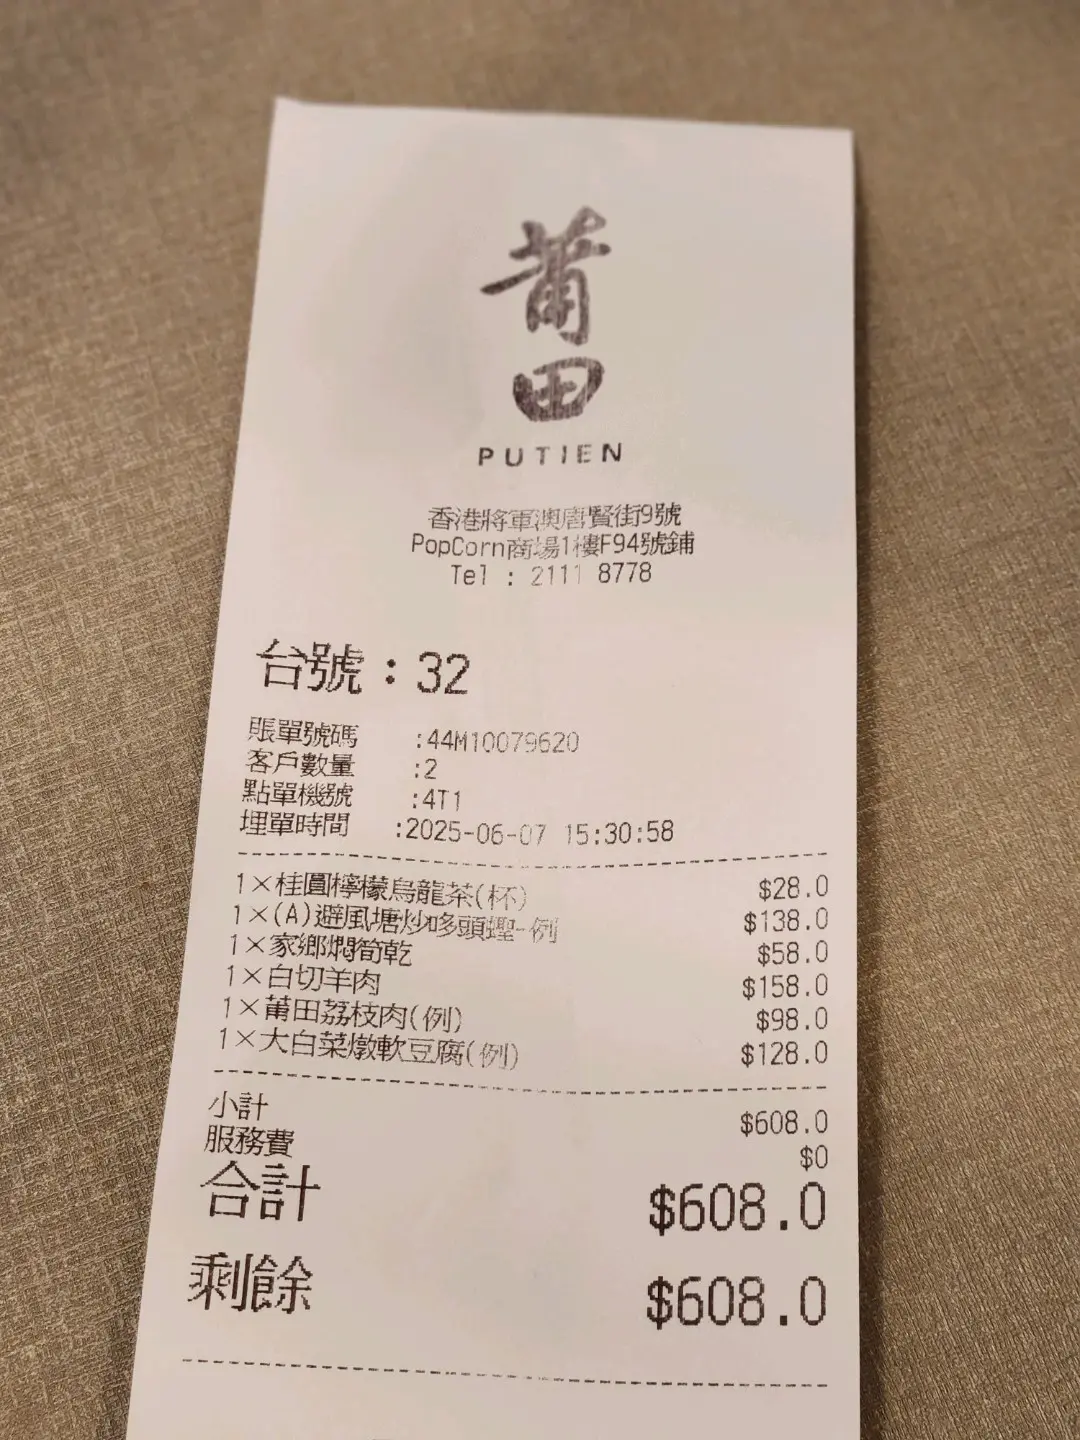 莆田
PUTIEN
香港將軍澳唐賢街9號
PopCorn商場1樓F94號鋪
Tel : 2111 8778
台號：32
賬單號碼 :44M10079620
客戶數量 :2
點單機號 :4T1
埋單時間 :2025-06-07 15:30:58
1×桂圓檸檬烏龍茶(杯) $28.0
1×(A)避風塘炒哆頭蟶-例 $138.0
1×家鄉燜筍乾 $58.0
1×白切羊肉 $158.0
1×莆田荔枝肉(例) $98.0
1×大白菜燉軟豆腐(例) $128.0
小計 $608.0
服務費 $0
合計 $608.0
剩餘 $608.0